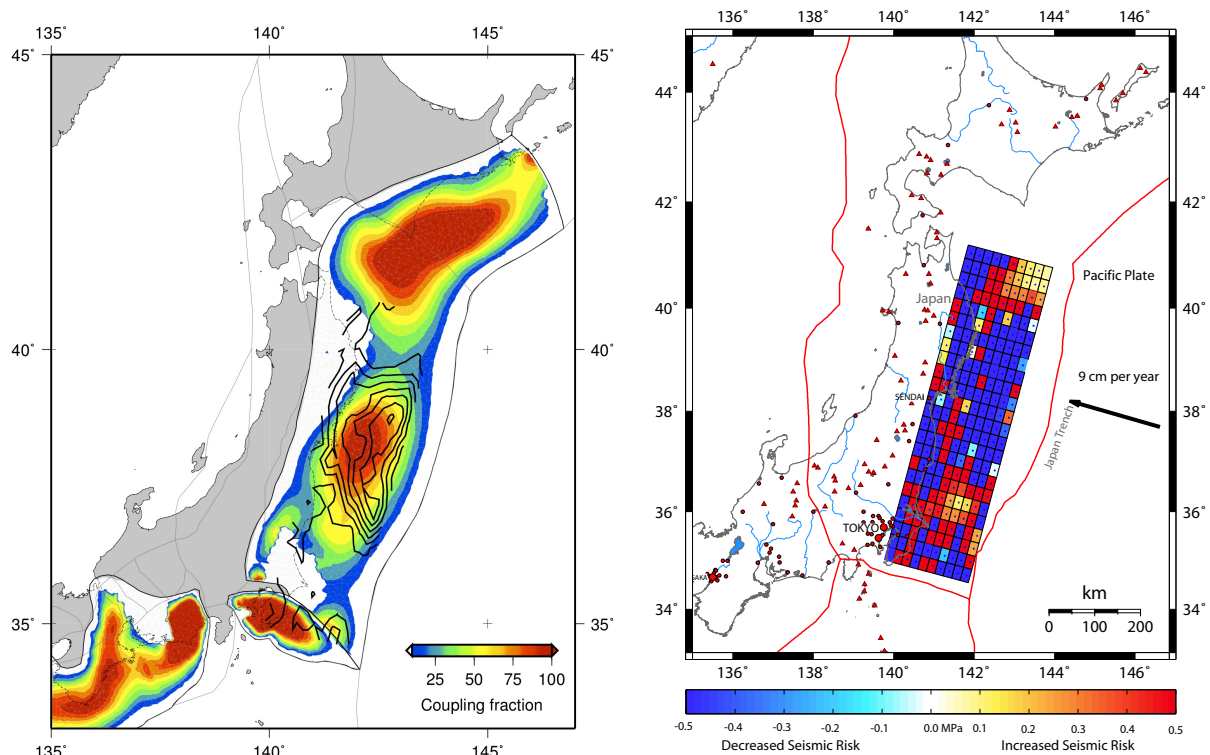 135˚ 140˚ 145˚
45˚ 45˚
40˚ 40˚
35˚ 35˚
25 50 75 100
Coupling fraction
135˚ 140˚ 145˚
136˚ 138˚ 140˚ 142˚ 144˚ 146˚
44˚ 44˚
42˚ 42˚
Pacific Plate
Japan
40˚ 40˚
9 cm per year
SENDAI
38˚ 38˚
Japan Trench
36˚ 36˚
TOKYO
SAKA
km
34˚ 34˚
0 100 200
136˚ 138˚ 140˚ 142˚ 144˚ 146˚
-0.5 -0.4 -0.3 -0.2 -0.1 0.0 MPa 0.1 0.2 0.3 0.4 0.5
Decreased Seismic Risk Increased Seismic Risk